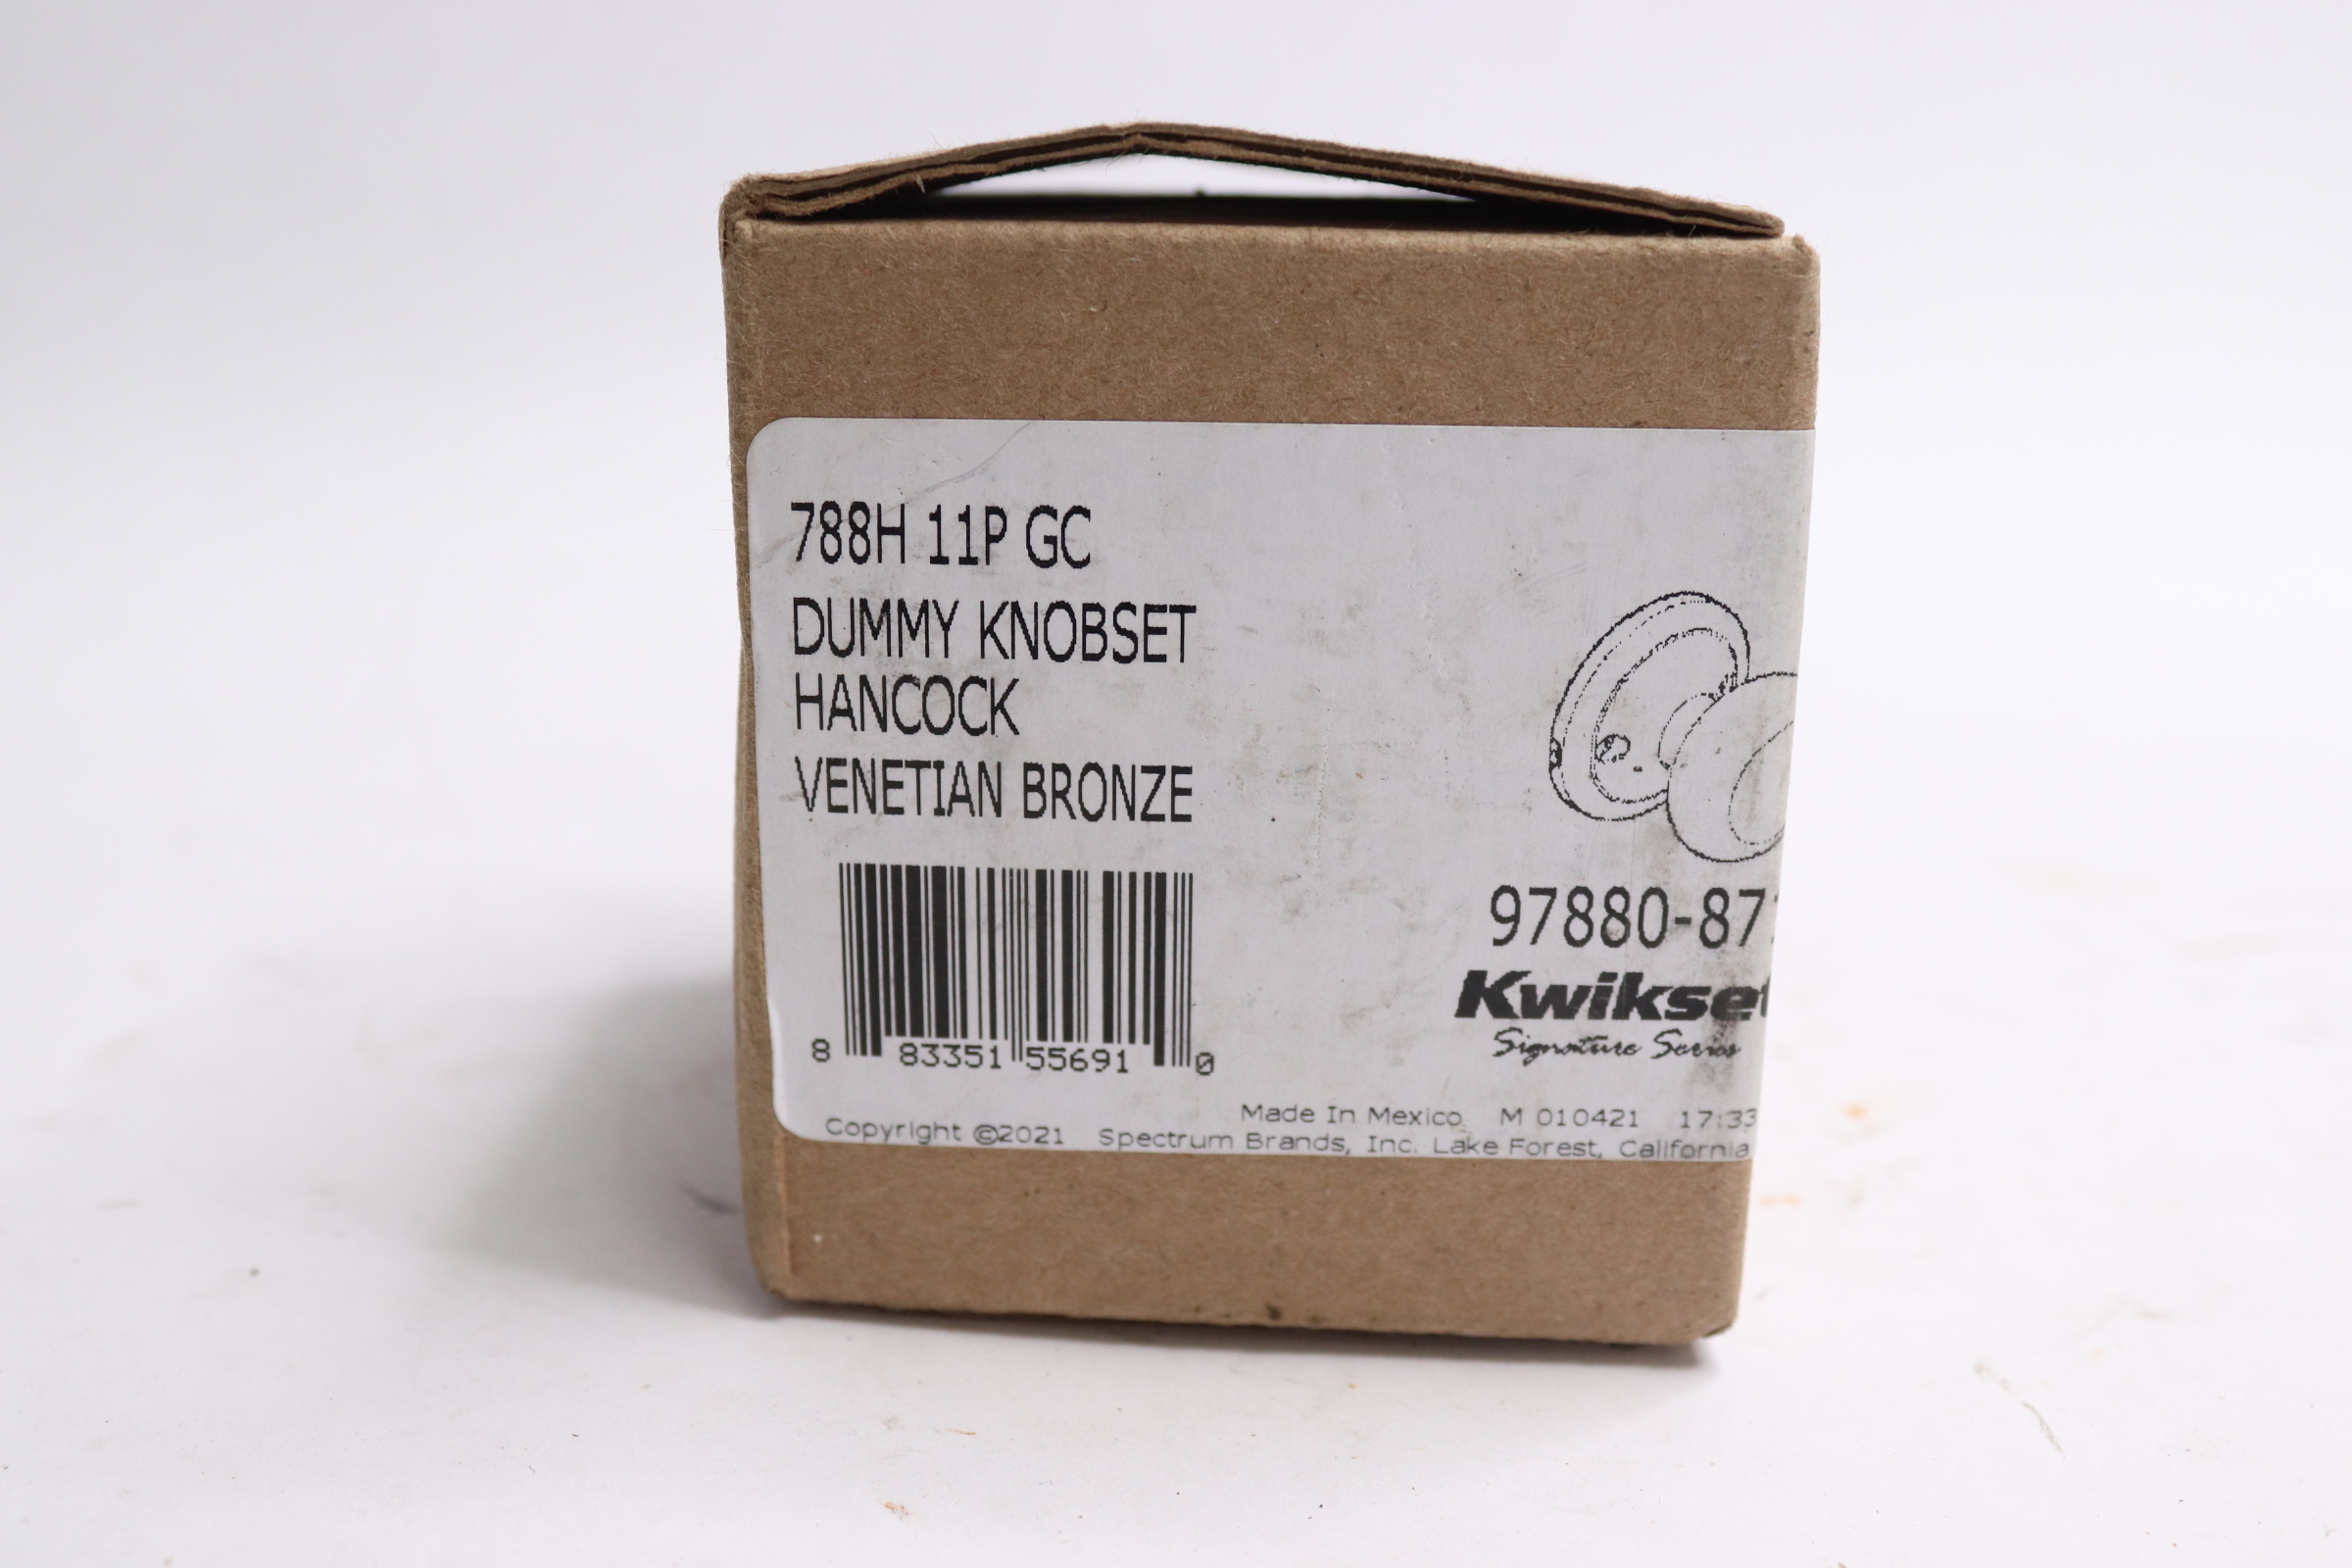 788H 11P GC
DUMMY KNOBSET
HANCOCK
VENETIAN BRONZE
8 83351 55691 0
97880-87
Kwikset
Signature Series
Made In Mexico M 010421 17:33
Copyright ©2021 Spectrum Brands, Inc. Lake Forest, California